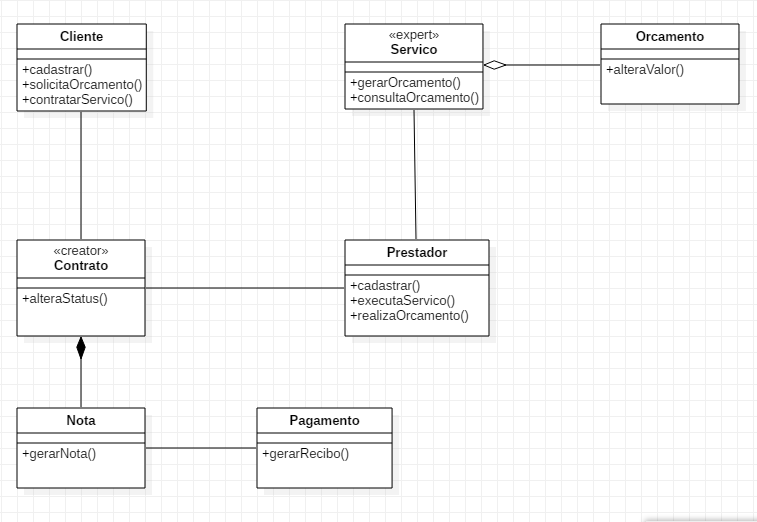 Cliente
+cadastrar()
+solicitaOrcamento()
+contratarServico()
«expert»
Servico
+gerarOrcamento()
+consultaOrcamento()
Orcamento
+alteraValor()
«creator»
Contrato
+alteraStatus()
Prestador
+cadastrar()
+executaServico()
+realizaOrcamento()
Nota
+gerarNota()
Pagamento
+gerarRecibo()